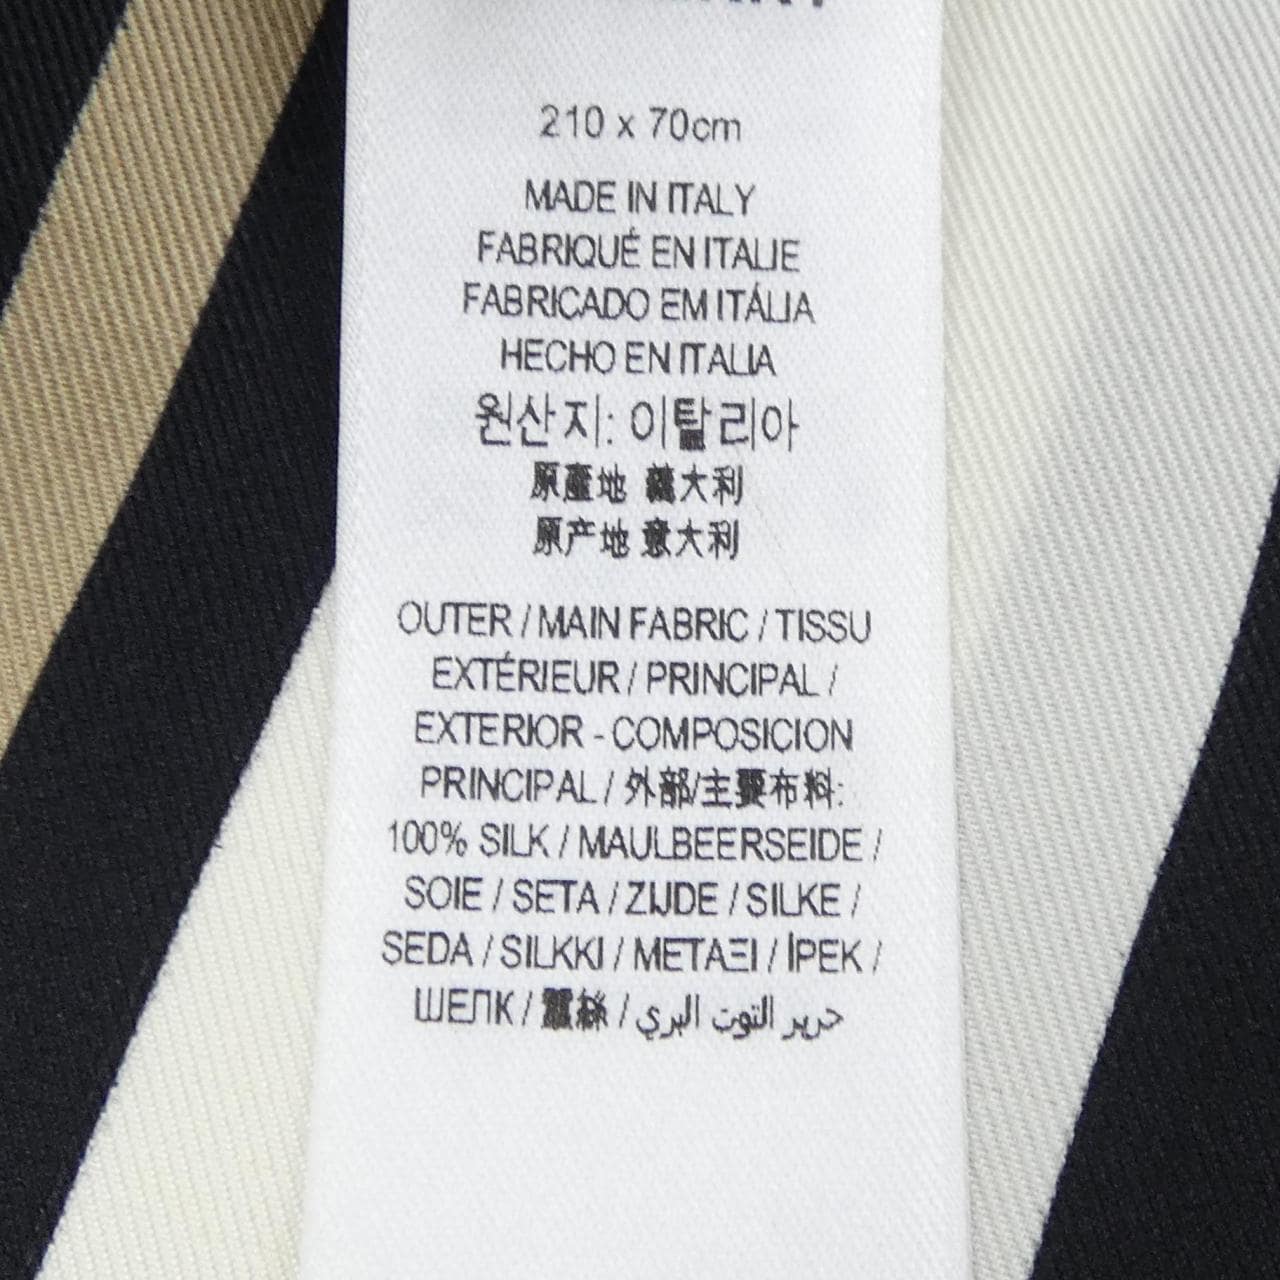 210 x 70cm
MADE IN ITALY
FABRIQUÉ EN ITALIE
FABRICADO EM ITÁLIA
HECHO EN ITALIA
원산지: 이탈리아
原產地 義大利
原产地 意大利
OUTER / MAIN FABRIC / TISSU
EXTÉRIEUR / PRINCIPAL /
EXTERIOR - COMPOSICION
PRINCIPAL / 外部/主要布料:
100% SILK / MAULBEERSEIDE /
SOIE / SETA / ZIJDE / SILKE /
SEDA / SILKKI / ΜΕΤΑΞΙ / İPEK /
ШЕЛК / 蠶絲 / حرير التوت البري